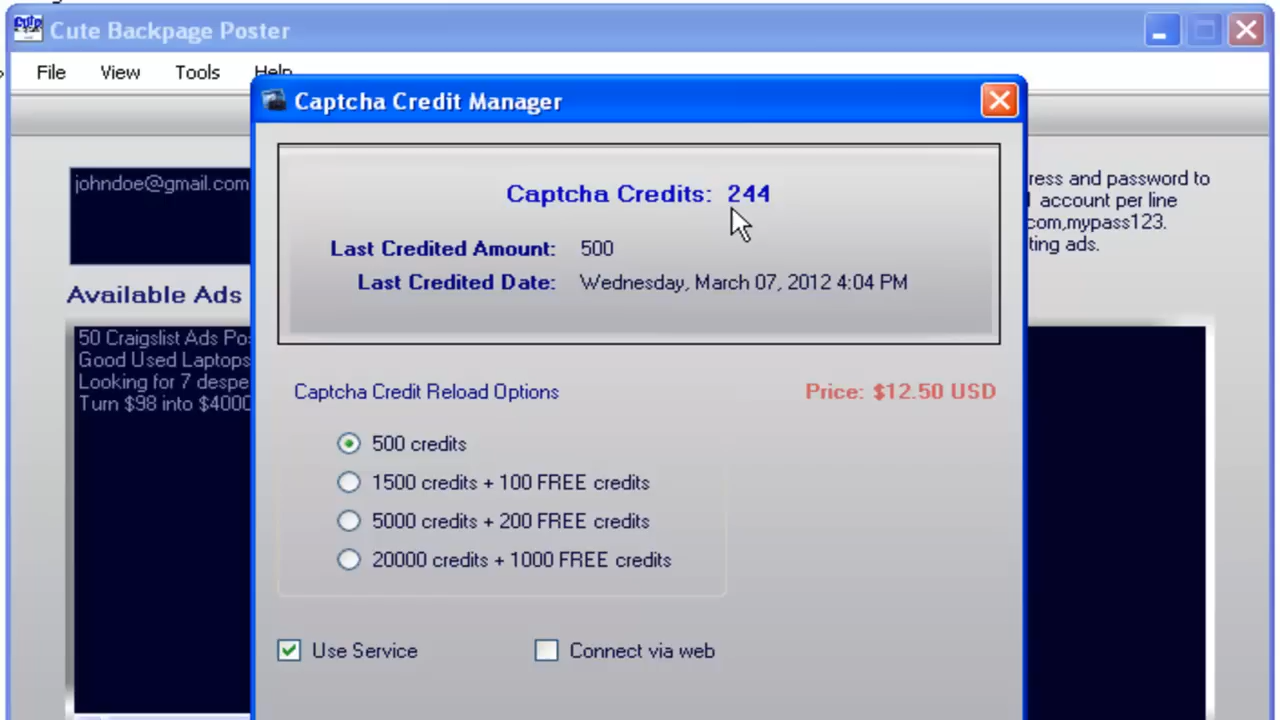 Cute Backpage Poster
File View Tools Help
Captcha Credit Manager
johndoe@gmail.com
Captcha Credits: 244
Last Credited Amount: 500
Last Credited Date: Wednesday, March 07, 2012 4:04 PM
ress and password to
account per line
com,mypass123.
ting ads.
Available Ads
50 Craigslist Ads Po
Good Used Laptops
Looking for 7 despe
Turn $98 into $4000
Captcha Credit Reload Options
Price: $12.50 USD
500 credits
1500 credits + 100 FREE credits
5000 credits + 200 FREE credits
20000 credits + 1000 FREE credits
Use Service
Connect via web